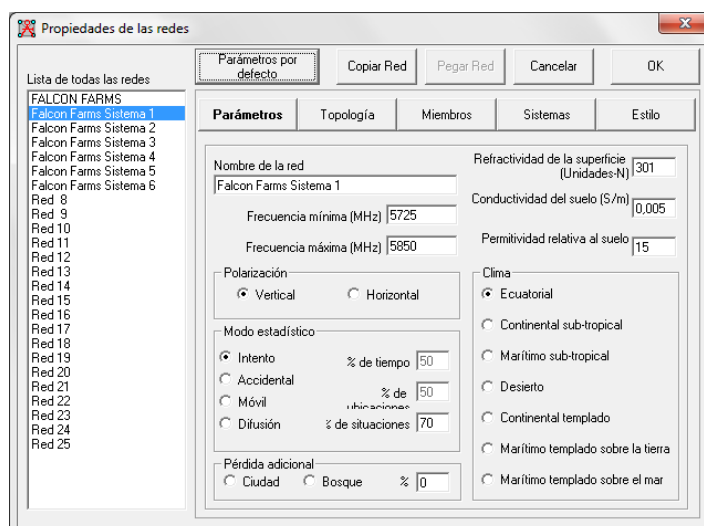 Propiedades de las redes
Parámetros por
defecto
Copiar Red
Pegar Red
Cancelar
OK
Lista de todas las redes
FALCON FARMS
Falcon Farms Sistema 1
Falcon Farms Sistema 2
Falcon Farms Sistema 3
Falcon Farms Sistema 4
Falcon Farms Sistema 5
Falcon Farms Sistema 6
Red 8
Red 9
Red 10
Red 11
Red 12
Red 13
Red 14
Red 15
Red 16
Red 17
Red 18
Red 19
Red 20
Red 21
Red 22
Red 23
Red 24
Red 25
Parámetros
Topología
Miembros
Sistemas
Estilo
Nombre de la red
Falcon Farms Sistema 1
Frecuencia mínima (MHz) 5725
Frecuencia máxima (MHz) 5850
Polarización
Vertical
Horizontal
Modo estadístico
Intento
Accidental
Móvil
Difusión
% de tiempo 50
% de 50
ubicaciones
% de situaciones 70
Pérdida adicional
Ciudad
Bosque
% 0
Refractividad de la superficie
(Unidades-N) 301
Conductividad del suelo (S/m) 0,005
Permitividad relativa al suelo 15
Clima
Ecuatorial
Continental sub-tropical
Marítimo sub-tropical
Desierto
Continental templado
Marítimo templado sobre la tierra
Marítimo templado sobre el mar